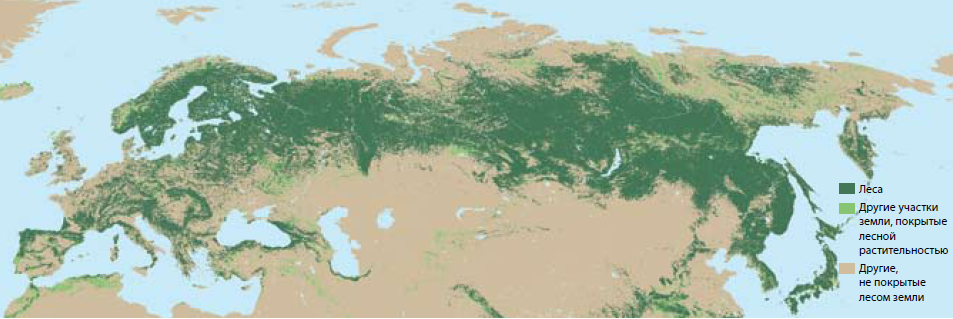 Леса
Другие участки
земли, покрытые
лесной
растительностью
Другие,
не покрытые
лесом земли